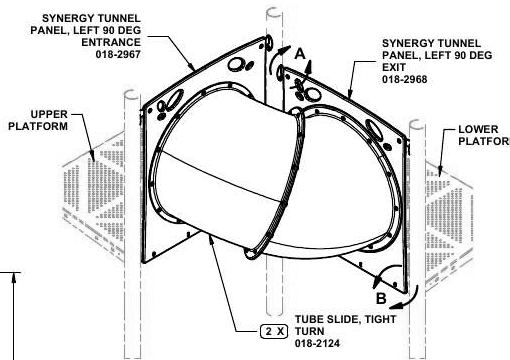 SYNERGY TUNNEL
PANEL, LEFT 90 DEG
ENTRANCE
018-2967
A
SYNERGY TUNNEL
PANEL, LEFT 90 DEG
EXIT
018-2968
UPPER
PLATFORM
LOWER
PLATFOR
B
2 X
TUBE SLIDE, TIGHT
TURN
018-2124